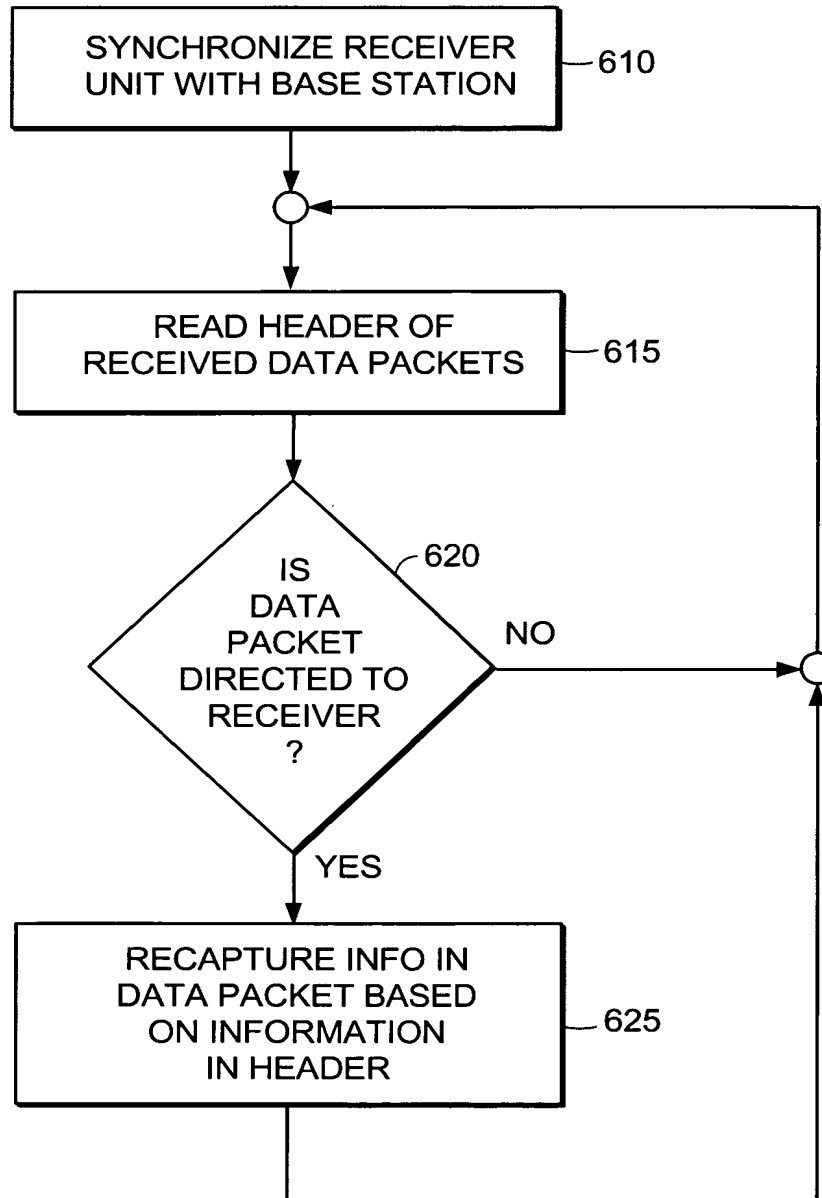 SYNCHRONIZE RECEIVER
UNIT WITH BASE STATION
610
READ HEADER OF
RECEIVED DATA PACKETS
615
620
IS
DATA
PACKET
DIRECTED TO
RECEIVER
?
NO
YES
RECAPTURE INFO IN
DATA PACKET BASED
ON INFORMATION
IN HEADER
625